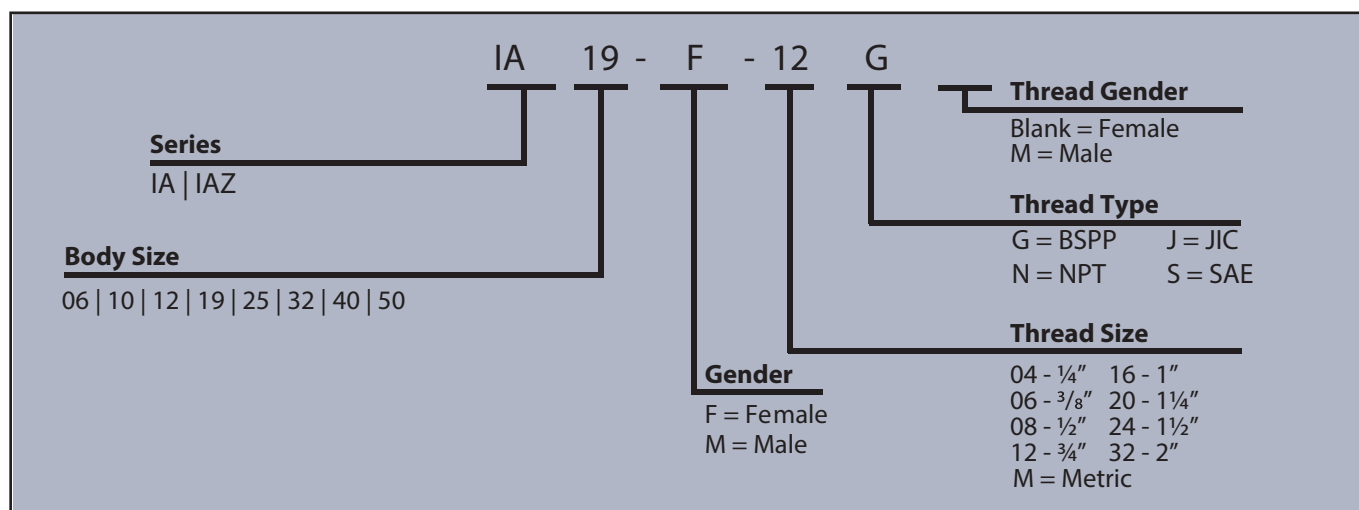 IA 19 - F - 12 G
Series
IA | IAZ
Body Size
06 | 10 | 12 | 19 | 25 | 32 | 40 | 50
Gender
F = Female
M = Male
Thread Gender
Blank = Female
M = Male
Thread Type
G = BSPP J = JIC
N = NPT S = SAE
Thread Size
04 - ¼” 16 - 1”
06 - ³/₈” 20 - 1¼”
08 - ½” 24 - 1½”
12 - ¾” 32 - 2”
M = Metric